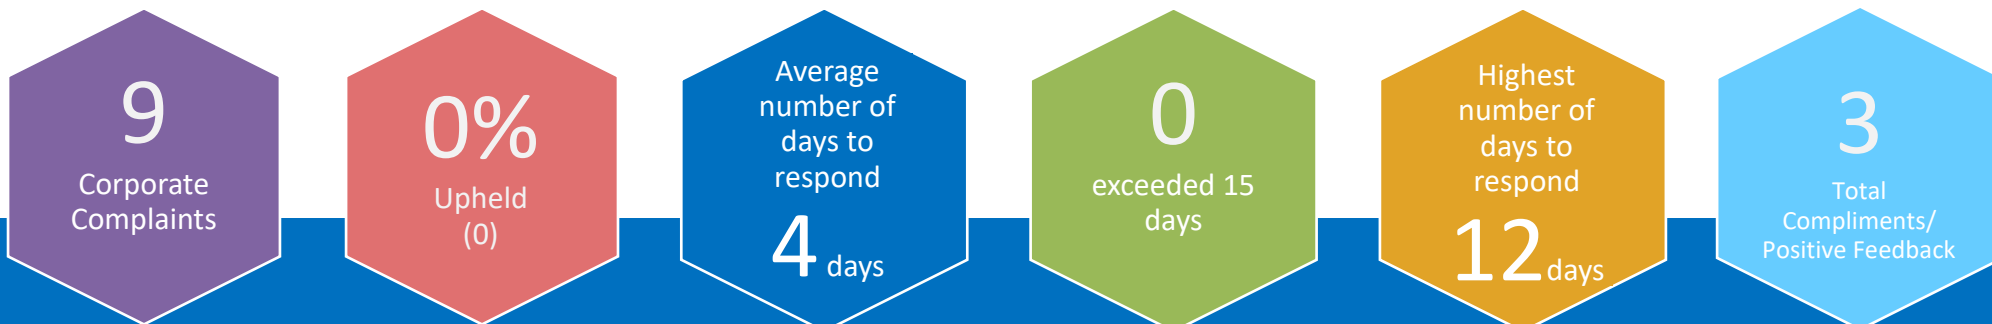 9
Corporate
Complaints
0%
Upheld
(0)
Average
number of
days to
respond
4 days
0
exceeded 15
days
Highest
number of
days to
respond
12 days
3
Total
Compliments/
Positive Feedback